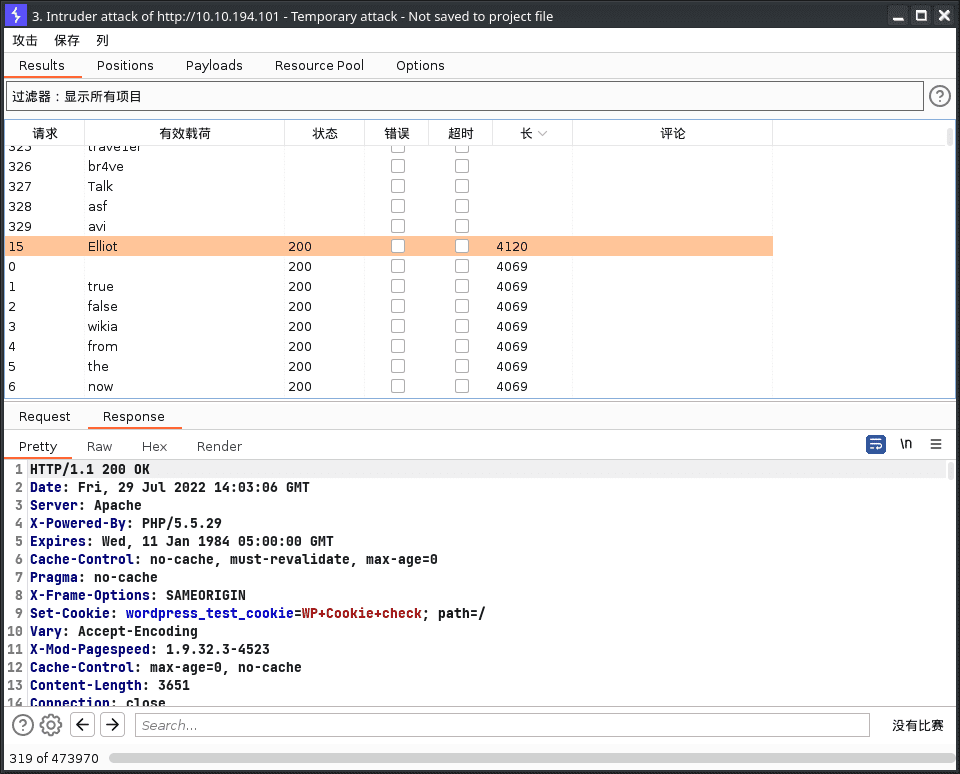 3. Intruder attack of http://10.10.194.101 - Temporary attack - Not saved to project file
攻击 保存 列
Results Positions Payloads Resource Pool Options
过滤器：显示所有项目
请求 有效载荷 状态 错误 超时 长 评论
325 trave1er
326 br4ve
327 Talk
328 asf
329 avi
15 Elliot 200 4120
0 200 4069
1 true 200 4069
2 false 200 4069
3 wikia 200 4069
4 from 200 4069
5 the 200 4069
6 now 200 4069
Request Response
Pretty Raw Hex Render \n
1 HTTP/1.1 200 OK
2 Date: Fri, 29 Jul 2022 14:03:06 GMT
3 Server: Apache
4 X-Powered-By: PHP/5.5.29
5 Expires: Wed, 11 Jan 1984 05:00:00 GMT
6 Cache-Control: no-cache, must-revalidate, max-age=0
7 Pragma: no-cache
8 X-Frame-Options: SAMEORIGIN
9 Set-Cookie: wordpress_test_cookie=WP+Cookie+check; path=/
10 Vary: Accept-Encoding
11 X-Mod-Pagespeed: 1.9.32.3-4523
12 Cache-Control: max-age=0, no-cache
13 Content-Length: 3651
14 Connection: close
Search... 没有比赛
319 of 473970